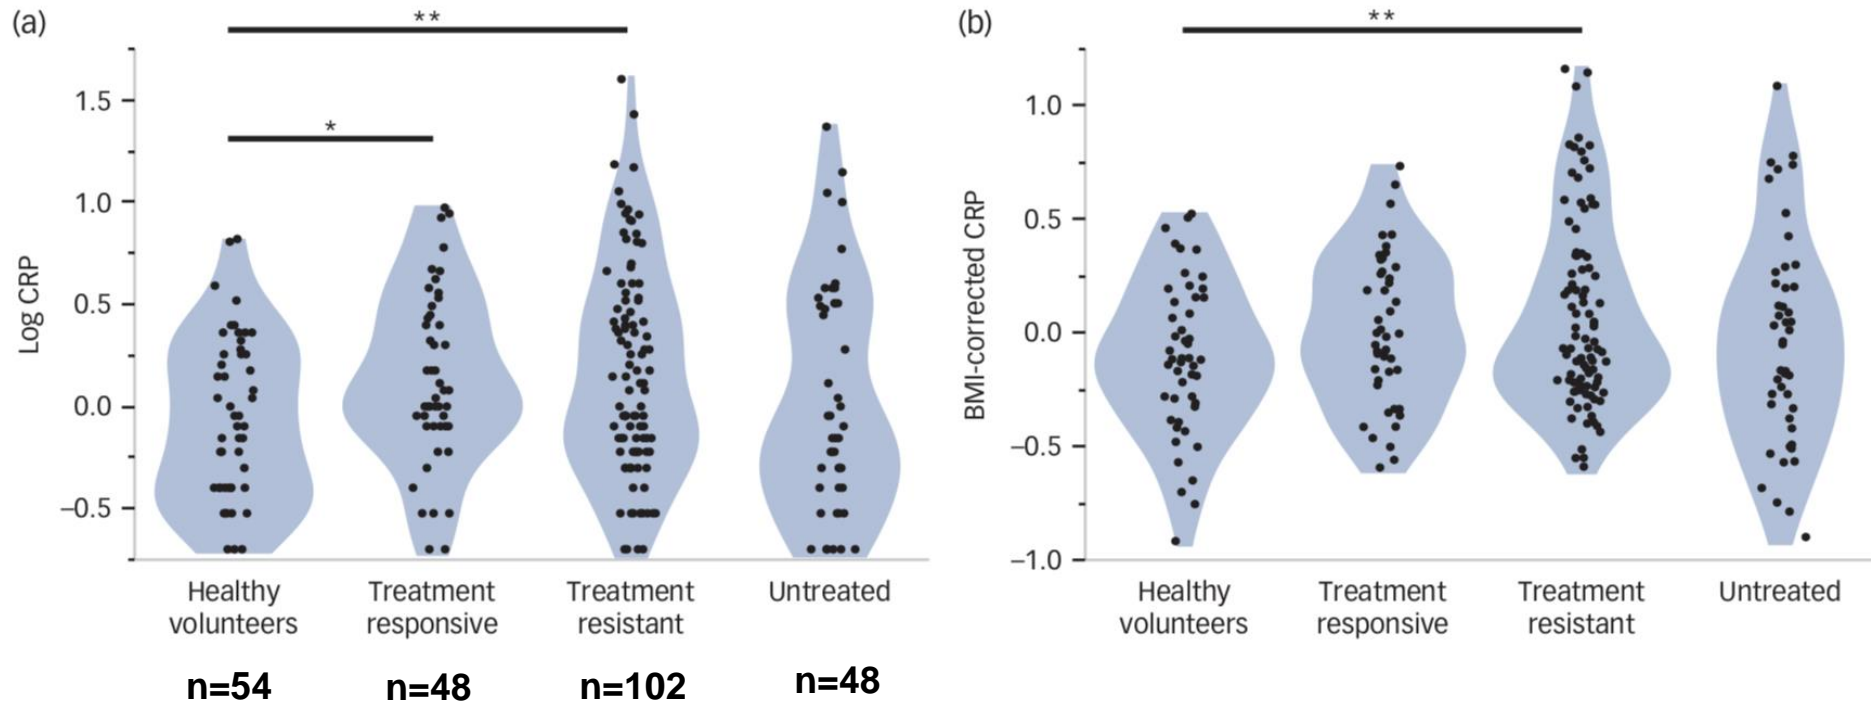 (a)
**
*
Log CRP
1.5
1.0
0.5
0.0
–0.5
Healthy volunteers
Treatment responsive
Treatment resistant
Untreated
n=54
n=48
n=102
n=48
(b)
**
BMI-corrected CRP
1.0
0.5
0.0
–0.5
–1.0
Healthy volunteers
Treatment responsive
Treatment resistant
Untreated